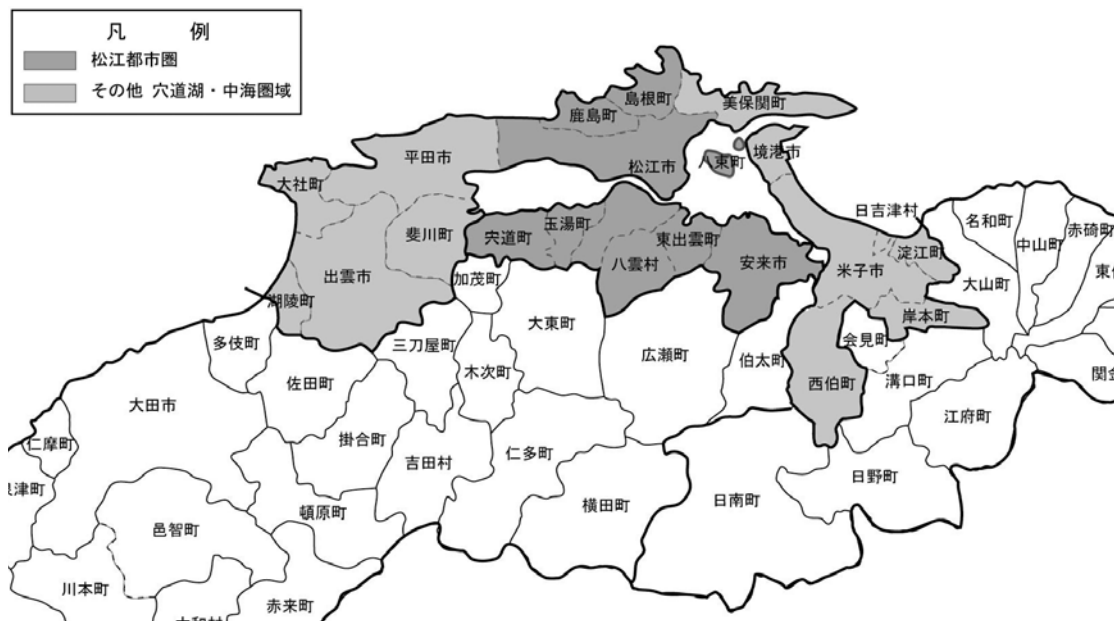 凡 例
松江都市圏
その他 宍道湖・中海圏域
島根町
美保関町
鹿島町
平田市
松江市
八束町
境港市
大社町
日吉津村
名和町
赤碕町
玉湯町
中山町
斐川町
宍道町
東出雲町
淀江町
八雲村
安来市
米子市
出雲市
加茂町
大山町
湖陵町
岸本町
大東町
会見町
多伎町
三刀屋町
広瀬町
伯太町
木次町
佐田町
西伯町
溝口町
関金
大田市
江府町
仁摩町
掛合町
吉田村
仁多町
日野町
津町
横田町
日南町
頓原町
邑智町
川本町
赤来町